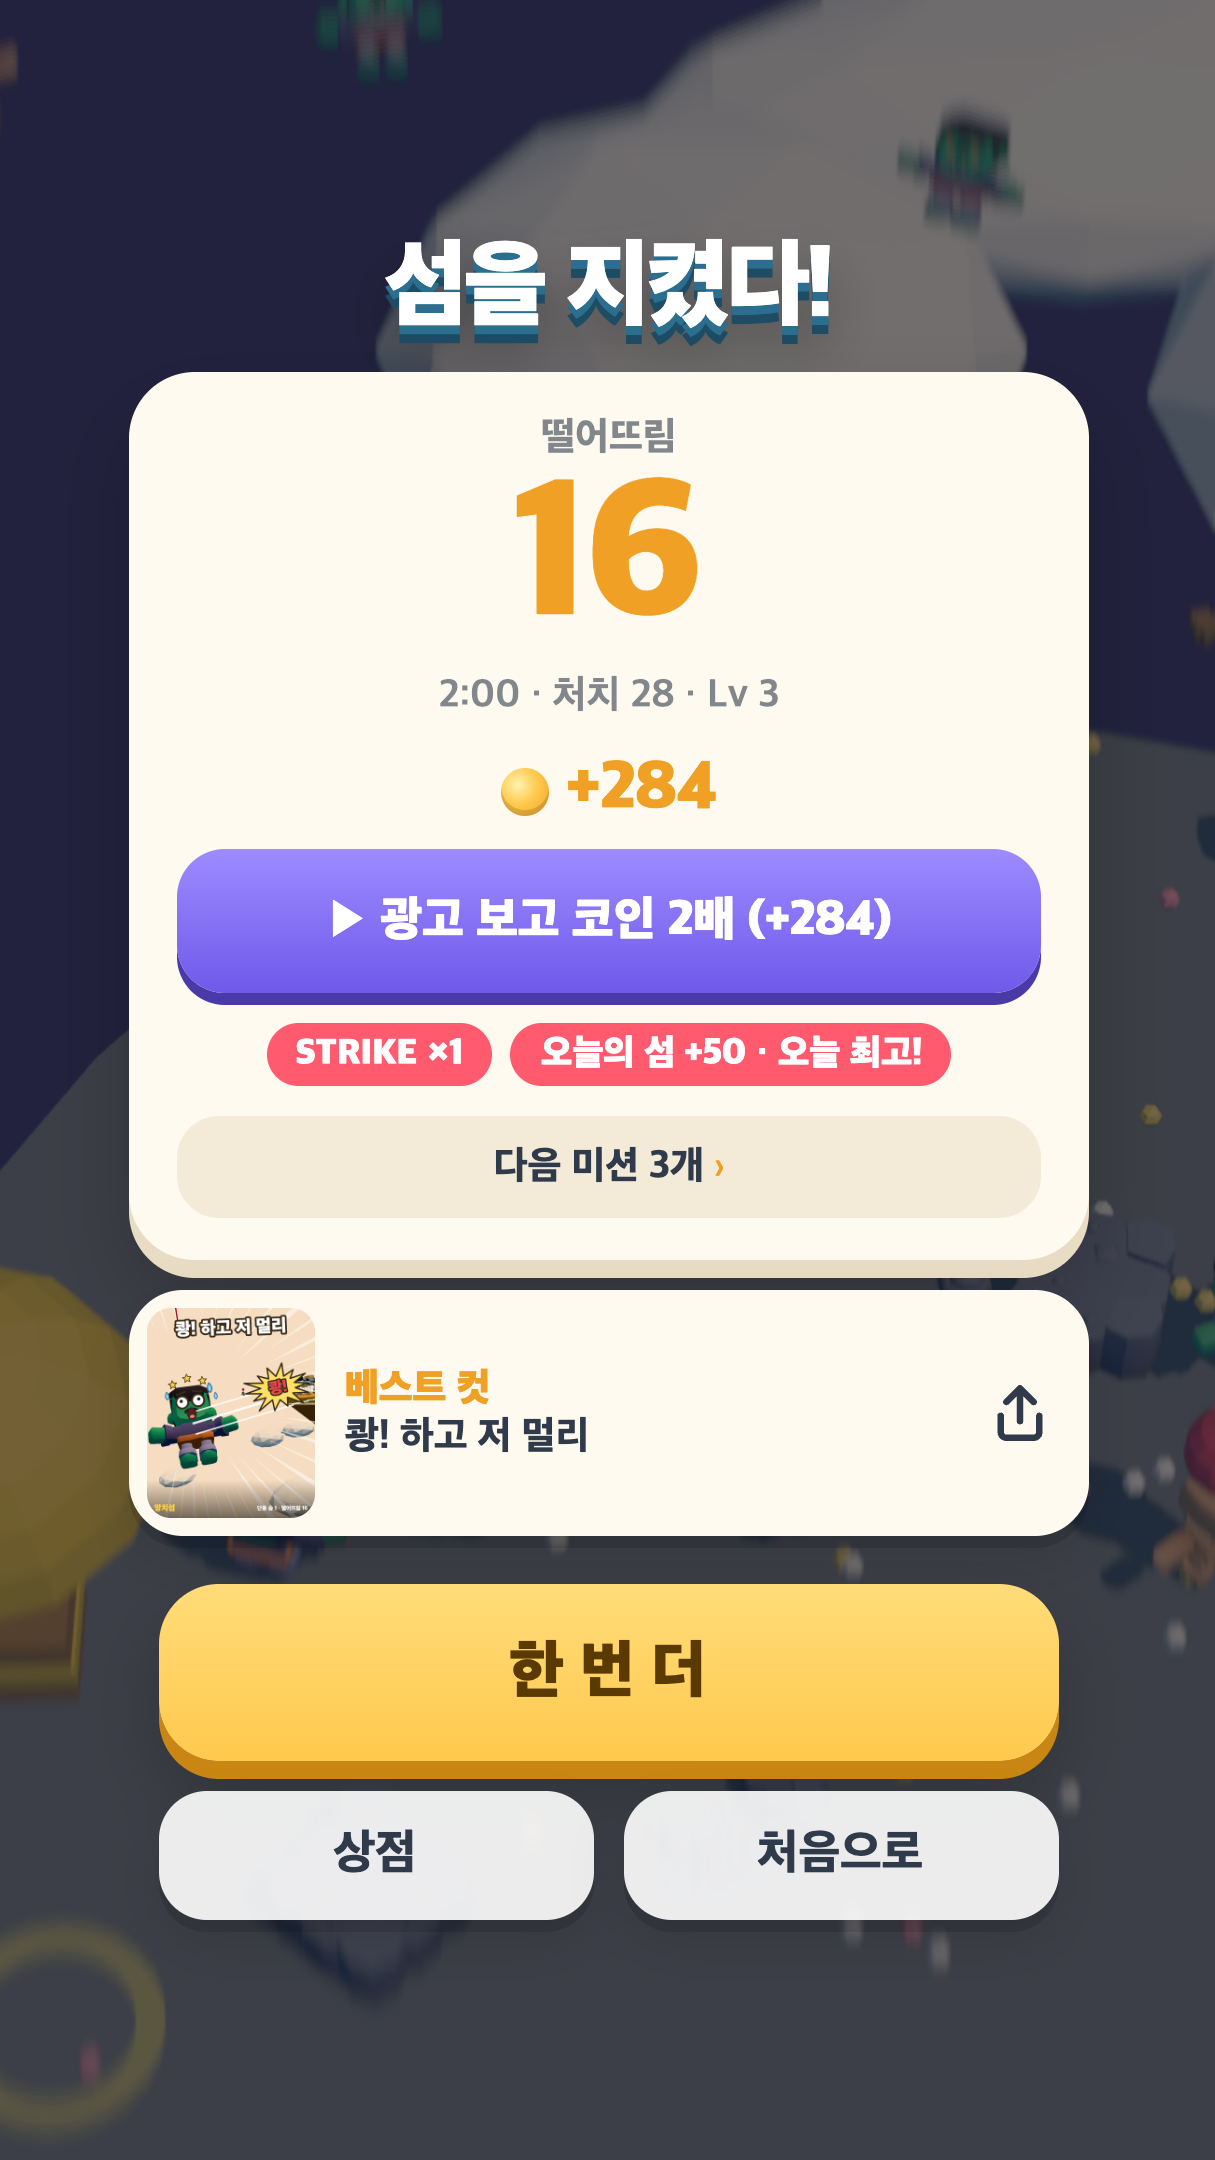 섬을 지켰다!
떨어뜨림
16
2:00 · 처치 28 · Lv 3
+284
▶ 광고 보고 코인 2배 (+284)
STRIKE ×1
오늘의 섬 +50 · 오늘 최고!
다음 미션 3개 ›
쾅! 하고 저 멀리
쾅!
베스트 컷
쾅! 하고 저 멀리
한 번 더
상점
처음으로